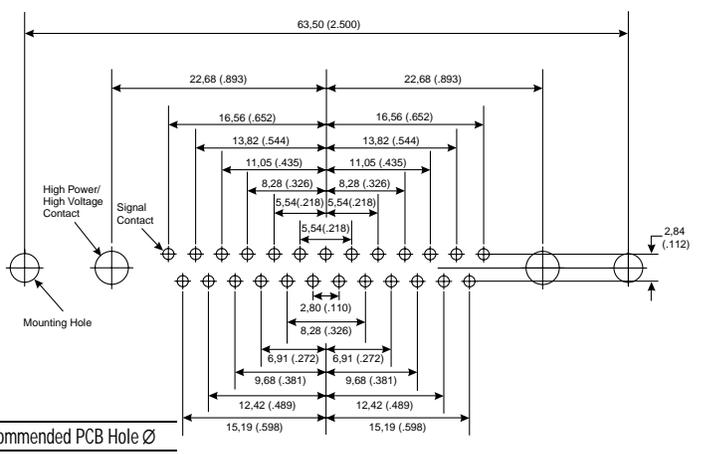 63,50 (2.500)
22,68 (.893) 22,68 (.893)
16,56 (.652) 16,56 (.652)
13,82 (.544) 13,82 (.544)
11,05 (.435) 11,05 (.435)
8,28 (.326) 8,28 (.326)
5,54(.218) 5,54(.218)
5,54(.218)
High Power/
High Voltage
Contact
Signal
Contact
2,84
(.112)
Mounting Hole
2,80 (.110)
8,28 (.326)
6,91 (.272) 6,91 (.272)
9,68 (.381) 9,68 (.381)
12,42 (.489) 12,42 (.489)
15,19 (.598) 15,19 (.598)
ommended PCB Hole Ø